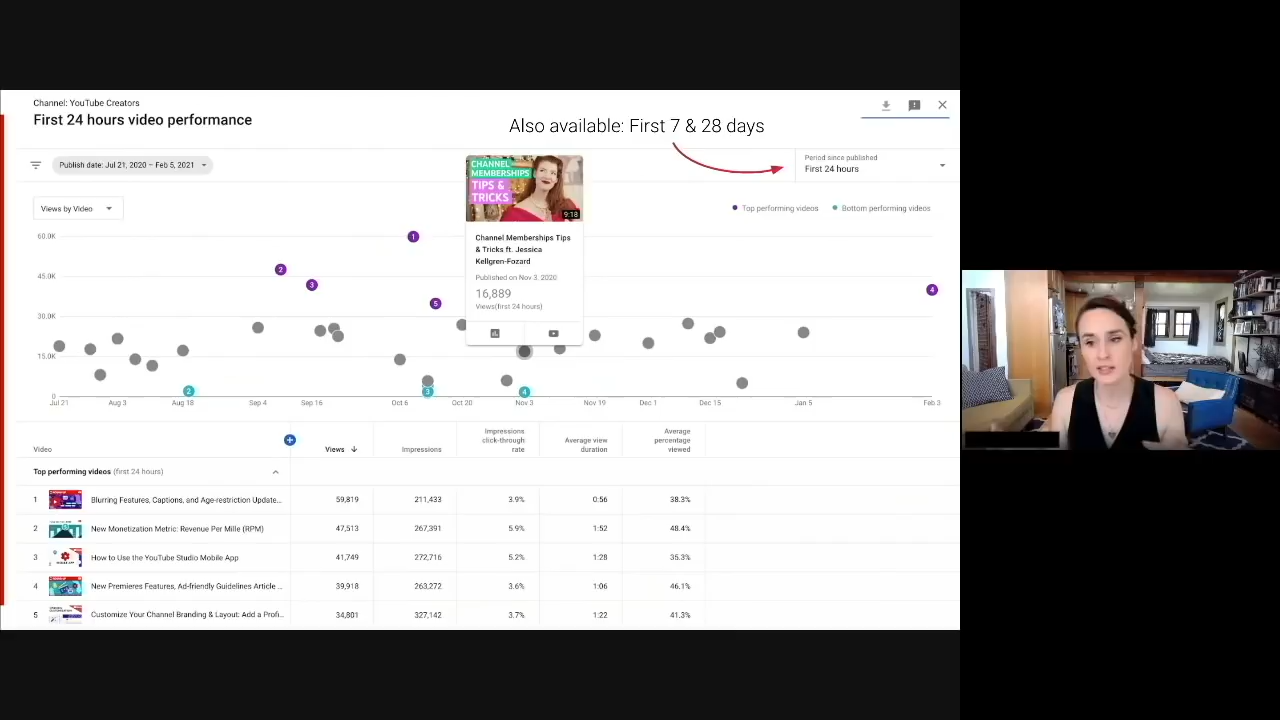 Channel: YouTube Creators
First 24 hours video performance
Also available: First 7 & 28 days
Publish date: Jul 21, 2020 – Feb 5, 2021
Period since published
First 24 hours
Views by Video
Top performing videos
Bottom performing videos
CHANNEL
MEMBERSHIPS
TIPS &
TRICKS
9:18
Channel Memberships Tips
& Tricks ft. Jessica
Kellgren-Fozard
Published on Nov 3, 2020
16,889
Views(first 24 hours)
60.0K
45.0K
30.0K
15.0K
0
1
2
3
5
4
2
3
4
Jul 21
Aug 3
Aug 18
Sep 4
Sep 16
Oct 6
Oct 20
Nov 3
Nov 19
Dec 1
Dec 15
Jan 5
Feb 3
Video
Views
Impressions
Impressions
click-through
rate
Average view
duration
Average
percentage
viewed
Top performing videos (first 24 hours)
1 Blurring Features, Captions, and Age-restriction Update... 59,819 211,433 3.9% 0:56 38.3%
2 New Monetization Metric: Revenue Per Mille (RPM) 47,513 267,391 5.9% 1:52 48.4%
3 How to Use the YouTube Studio Mobile App 41,749 272,716 5.2% 1:28 35.3%
4 New Premieres Features, Ad-friendly Guidelines Article ... 39,918 263,272 3.6% 1:06 46.1%
5 Customize Your Channel Branding & Layout: Add a Profi... 34,801 327,142 3.7% 1:22 41.3%